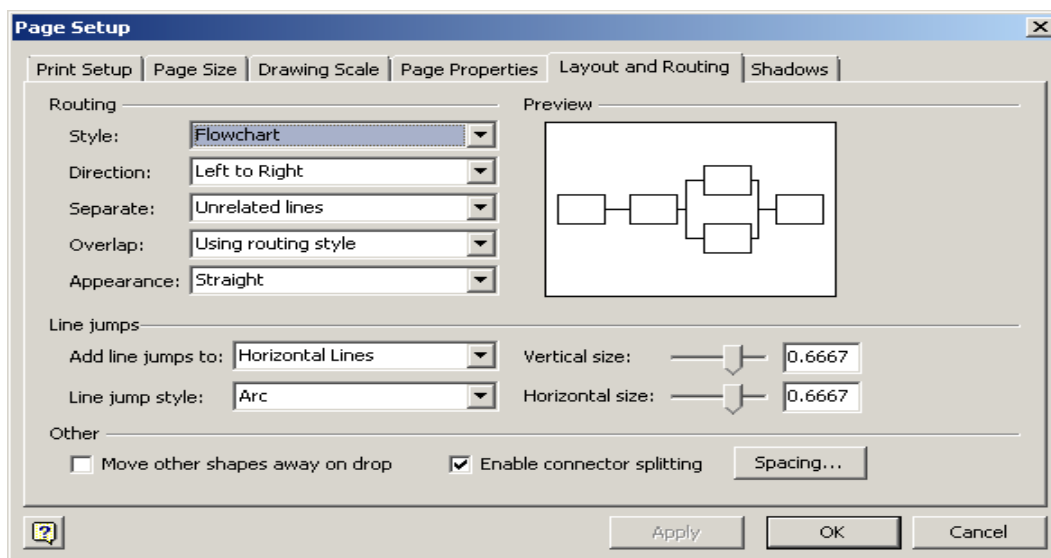 Page Setup
Print Setup Page Size Drawing Scale Page Properties Layout and Routing Shadows
Routing
Style: Flowchart
Direction: Left to Right
Separate: Unrelated lines
Overlap: Using routing style
Appearance: Straight
Preview
Line jumps
Add line jumps to: Horizontal Lines
Vertical size: 0.6667
Line jump style: Arc
Horizontal size: 0.6667
Other
Move other shapes away on drop
Enable connector splitting
Spacing...
Apply OK Cancel